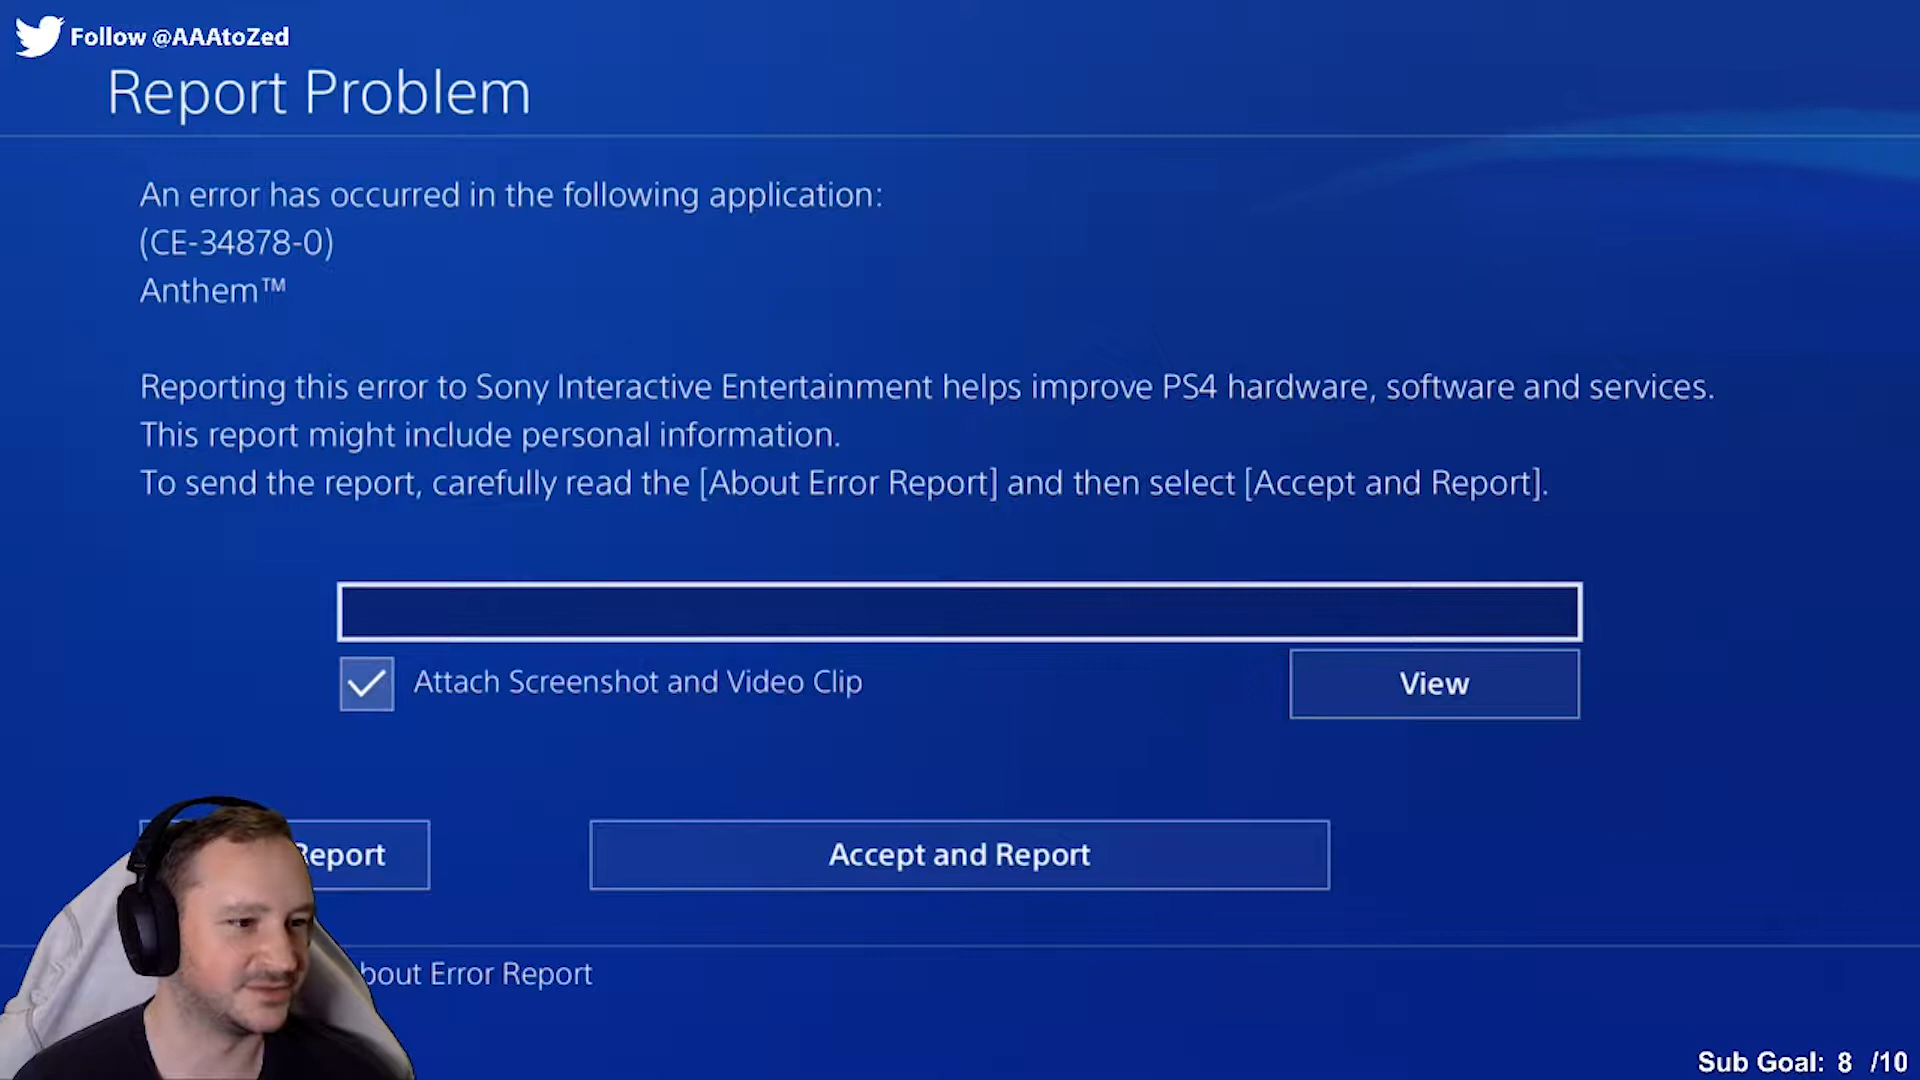 Follow @AAAtoZed
Report Problem
An error has occurred in the following application:
(CE-34878-0)
Anthem™
Reporting this error to Sony Interactive Entertainment helps improve PS4 hardware, software and services.
This report might include personal information.
To send the report, carefully read the [About Error Report] and then select [Accept and Report].
Attach Screenshot and Video Clip
View
Report
Accept and Report
bout Error Report
Sub Goal: 8 /10